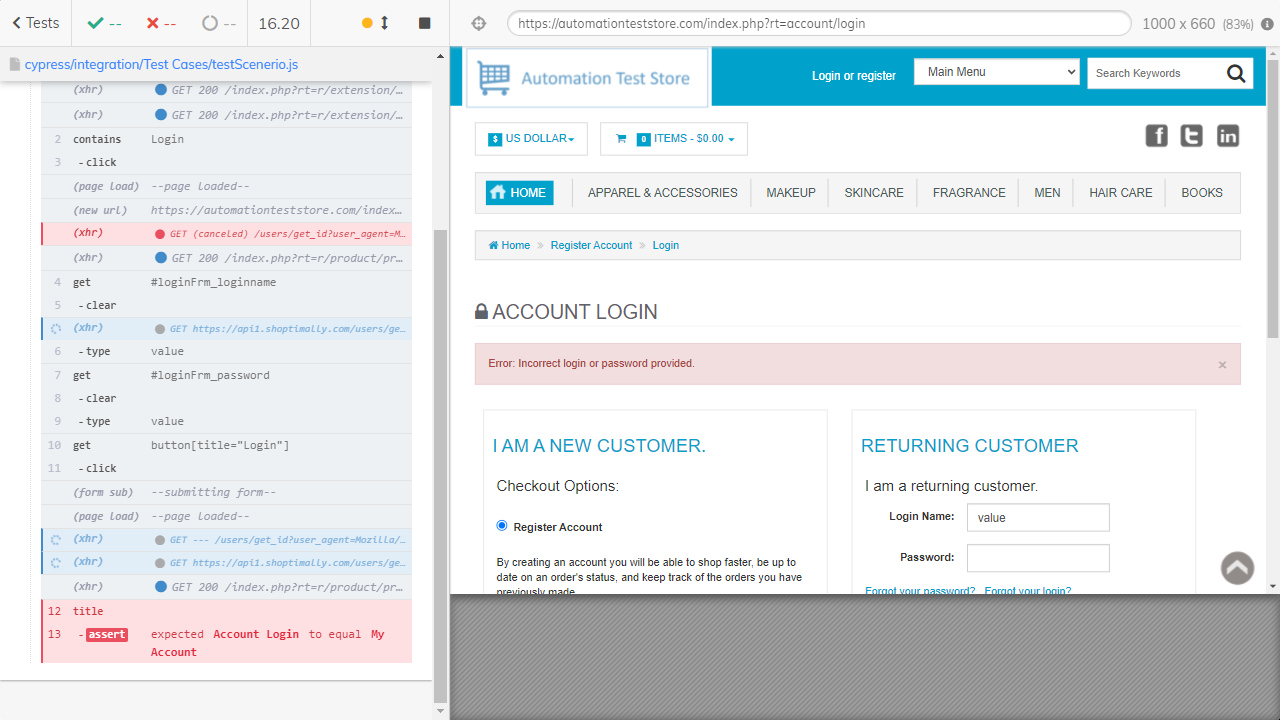 Tests
--
--
--
16.20
https://automationteststore.com/index.php?rt=account/login
1000 x 660 (83%)
cypress/integration/Test Cases/testScenerio.js
(xhr) GET 200 /index.php?rt=r/extension/…
(xhr) GET 200 /index.php?rt=r/extension/…
2 contains Login
3 -click
(page load) --page loaded--
(new url) https://automationteststore.com/index…
(xhr) GET (canceled) /users/get_id?user_agent=M…
(xhr) GET 200 /index.php?rt=r/product/pr…
4 get #loginFrm_loginname
5 -clear
(xhr) GET https://api1.shoptimally.com/users/ge…
6 -type value
7 get #loginFrm_password
8 -clear
9 -type value
10 get button[title="Login"]
11 -click
(form sub) --submitting form--
(page load) --page loaded--
(xhr) GET --- /users/get_id?user_agent=Mozilla/…
(xhr) GET https://api1.shoptimally.com/users/ge…
(xhr) GET 200 /index.php?rt=r/product/pr…
12 title
13 -assert expected Account Login to equal My
Account
Automation Test Store
Login or register
Main Menu
Search Keywords
$ US DOLLAR
0 ITEMS - $0.00
HOME
APPAREL & ACCESSORIES
MAKEUP
SKINCARE
FRAGRANCE
MEN
HAIR CARE
BOOKS
Home » Register Account » Login
ACCOUNT LOGIN
Error: Incorrect login or password provided.
×
I AM A NEW CUSTOMER.
Checkout Options:
Register Account
By creating an account you will be able to shop faster, be up to
date on an order's status, and keep track of the orders you have
previously made.
RETURNING CUSTOMER
I am a returning customer.
Login Name: value
Password:
Forgot your password? Forgot your login?